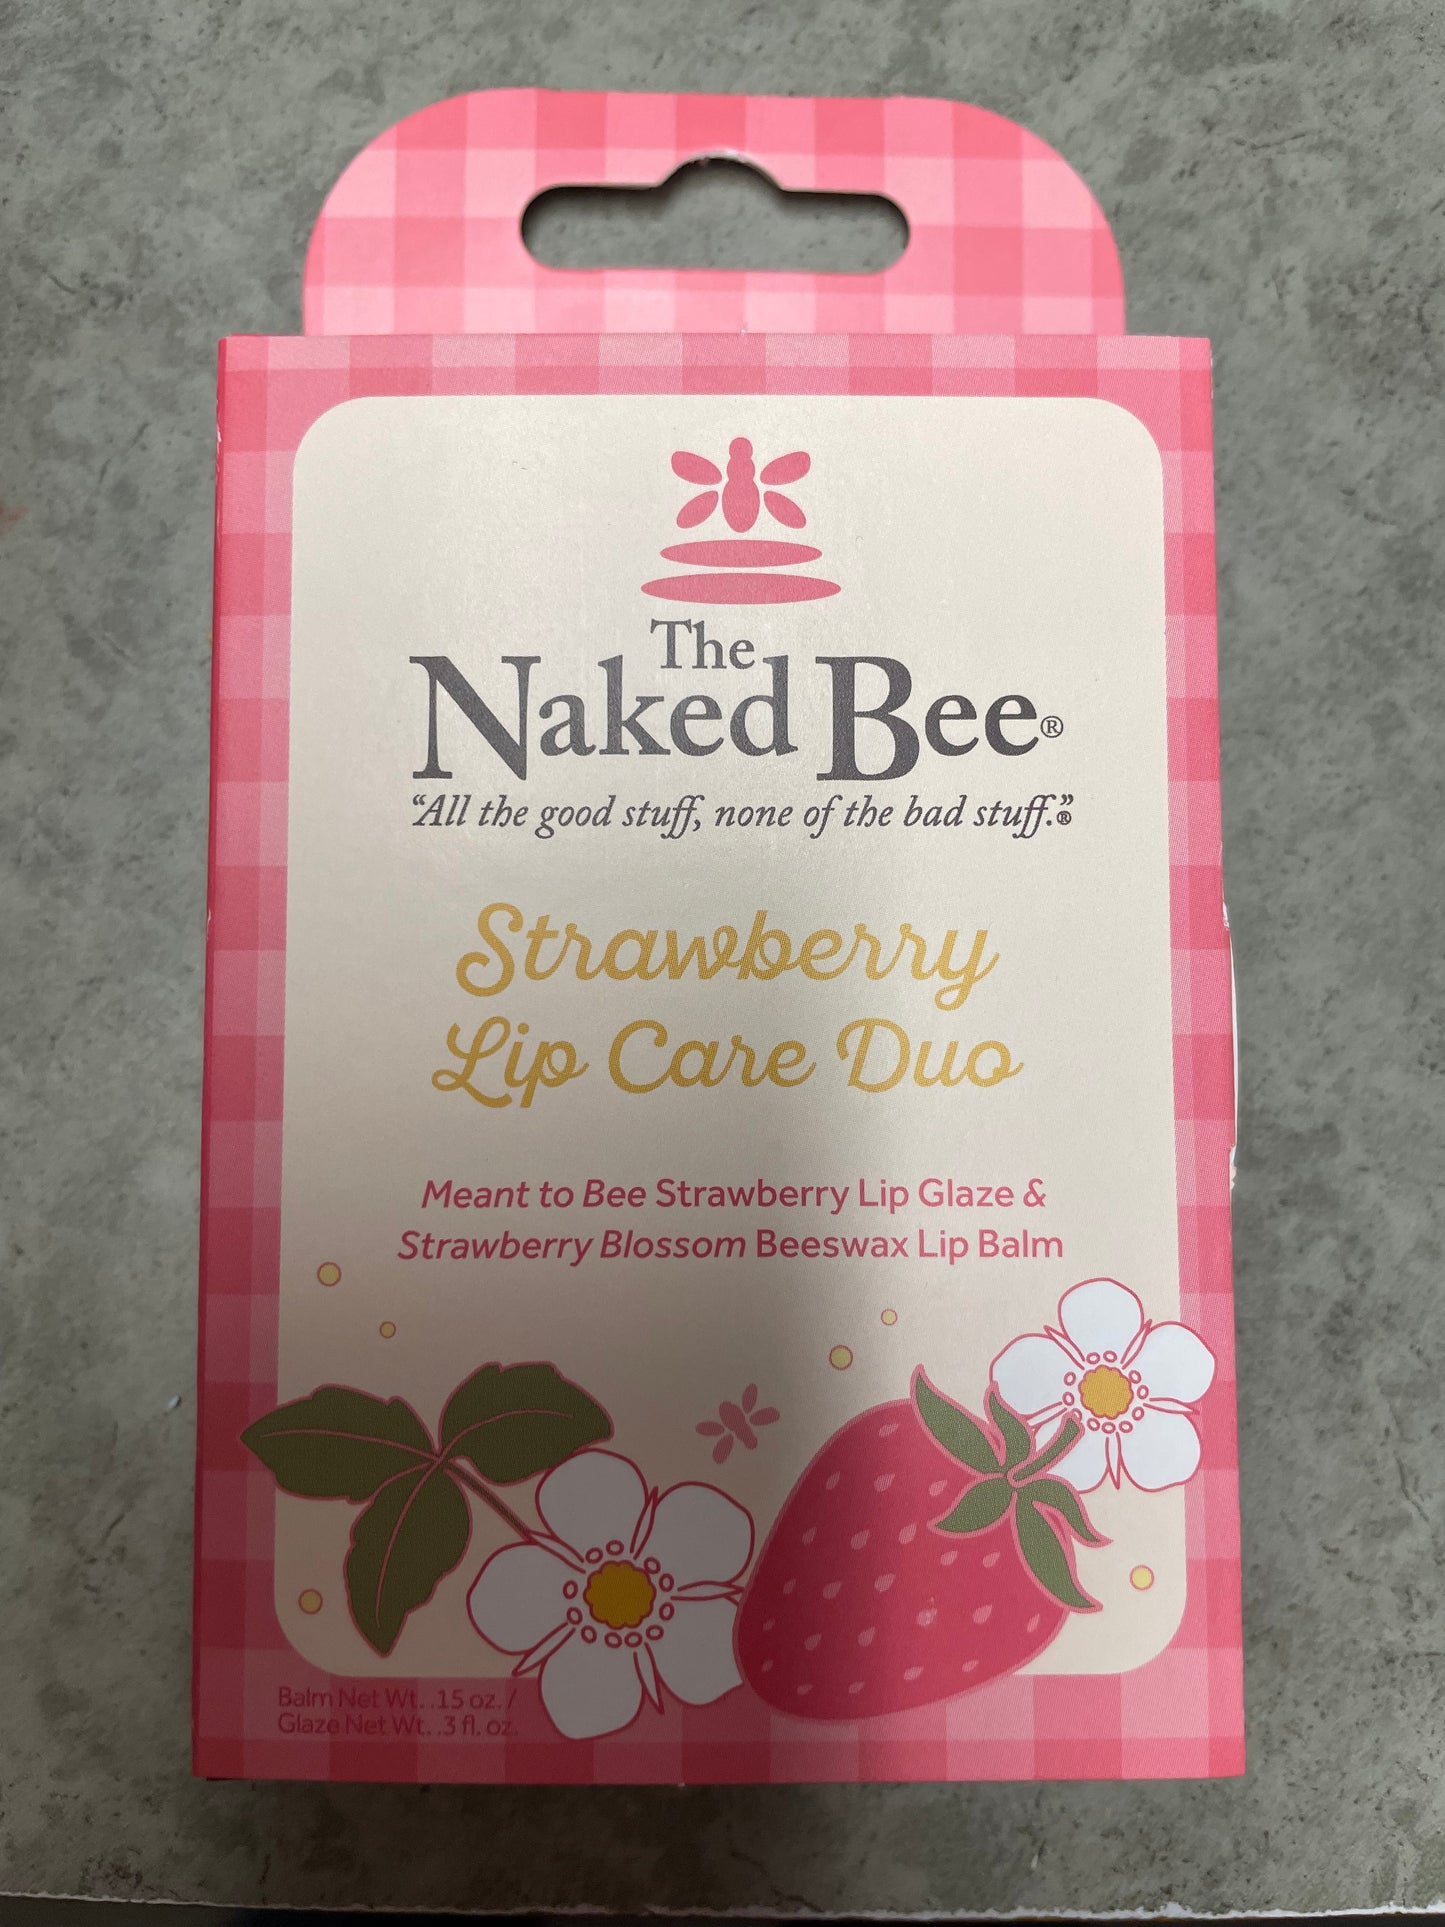 The
Naked Bee®
“All the good stuff, none of the bad stuff.”®
Strawberry
Lip Care Duo
Meant to Bee Strawberry Lip Glaze &
Strawberry Blossom Beeswax Lip Balm
Balm Net Wt. .15 oz. /
Glaze Net Wt. .3 fl. oz.